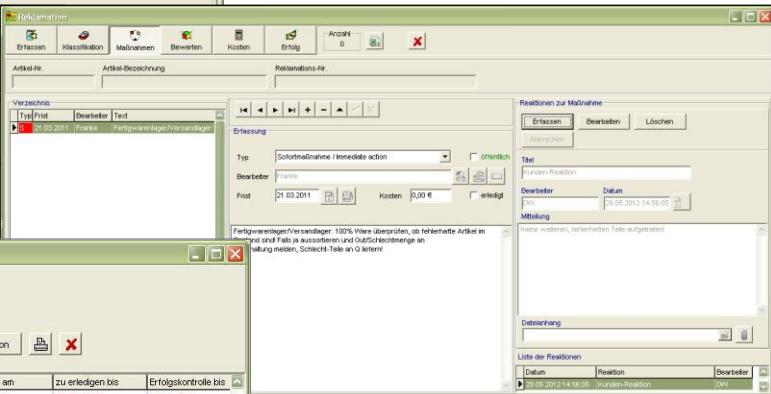 Reklamation
Erfassen Klassifikation Maßnahmen Bewerten Kosten Erfolg Anzahl 0
Artikel-Nr. Artikel-Bezeichnung Reklamations-Nr.
Verzeichnis
Typ Frist Bearbeiter Text
S 21.03.2011 Franke Fertigwarenlager/Versandlager
Erfassung
Typ Sofortmaßnahme / Immediate action öffentlich
Bearbeiter Franke
Frist 21.03.2011 Kosten 0,00 € erledigt
Fertigwarenlager/Versandlager: 100% Ware überprüfen, ob fehlerhafte Artikel im
sind! Falls ja aussortieren und Gut/Schlechtmenge an
melden, Schlecht-Teile an Q liefern!
Reaktionen zur Maßnahme
Erfassen Bearbeiten Löschen
Abbrechen
Titel
Kunden-Reaktion
Bearbeiter Datum
DW 29.05.2012 14:56:05
Mitteilung
Keine weiteren, fehlerhaften Teile aufgetreten!
Dateianhang
Liste der Reaktionen
Datum Reaktion Bearbeiter
29.05.2012 14:56:05 Kunden-Reaktion DW
on
am zu erledigen bis Erfolgskontrolle bis